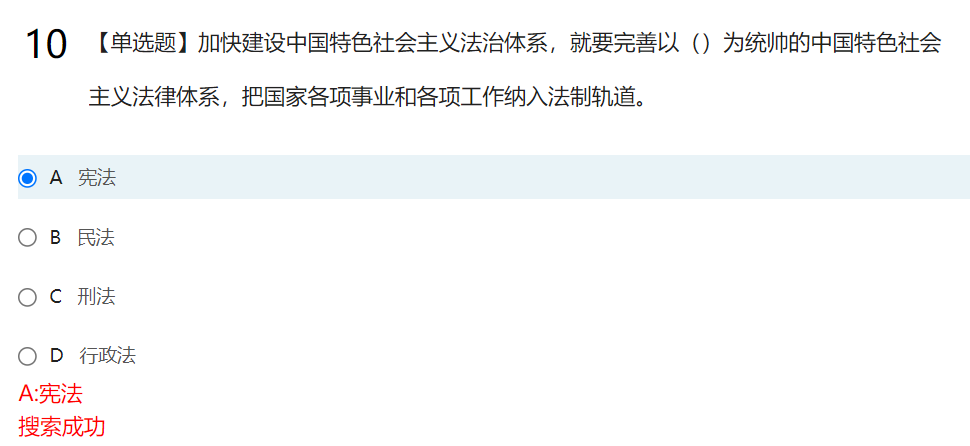 10 【单选题】加快建设中国特色社会主义法治体系，就要完善以（）为统帅的中国特色社会
主义法律体系，把国家各项事业和各项工作纳入法制轨道。
A 宪法
B 民法
C 刑法
D 行政法
A:宪法
搜索成功